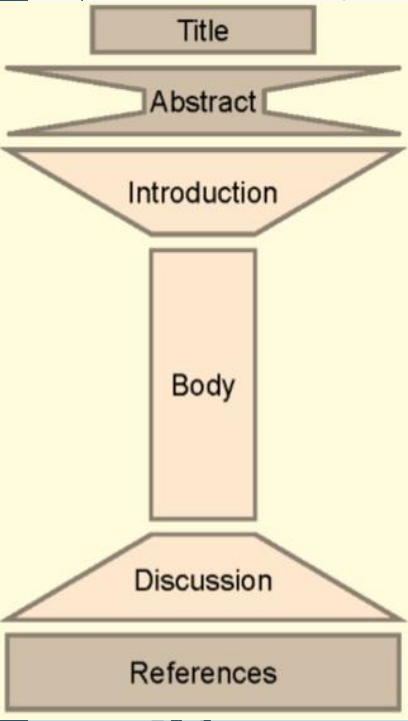 Title
Abstract
Introduction
Body
Discussion
References